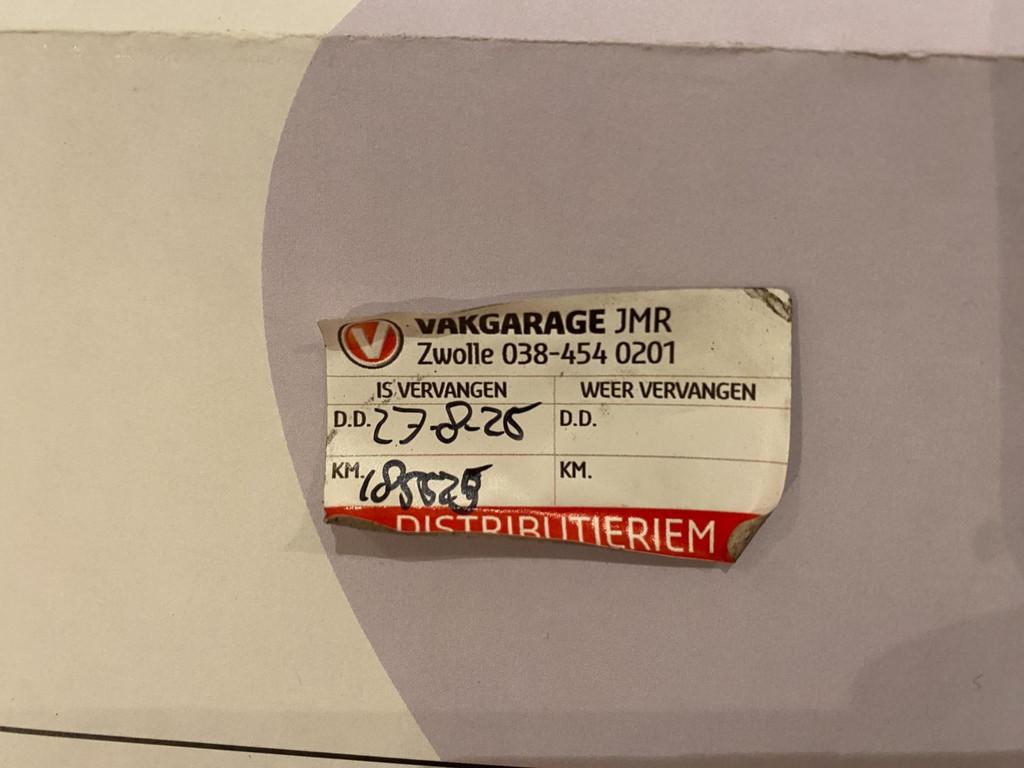 V VAKGARAGE JMR
Zwolle 038-454 0201
IS VERVANGEN WEER VERVANGEN
D.D. 27-8-25 D.D.
KM. KM.
DISTRIBUTIERIEM